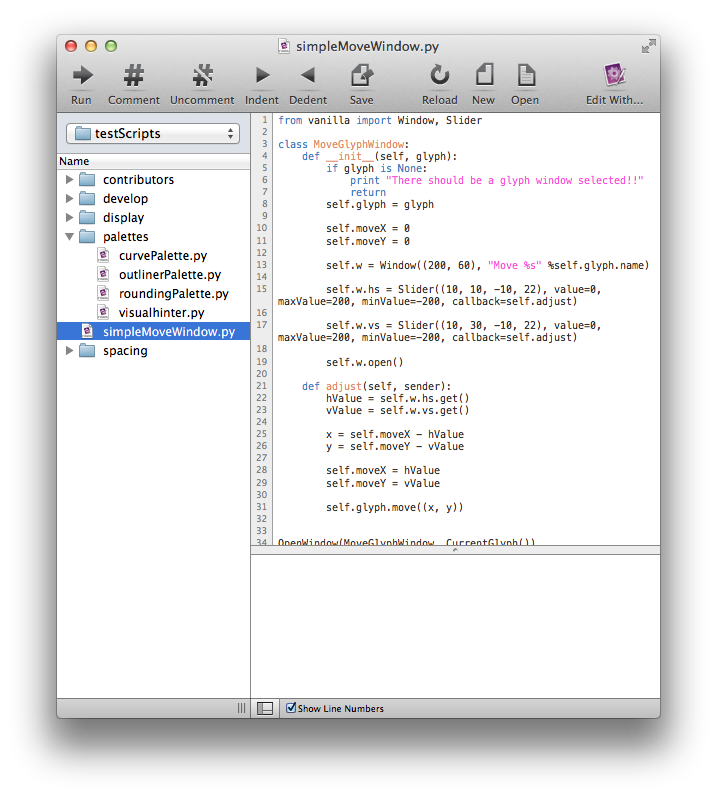 simpleMoveWindow.py
Run Comment Uncomment Indent Dedent Save Reload New Open Edit With...
testScripts
Name
contributors
develop
display
palettes
curvePalette.py
outlinerPalette.py
roundingPalette.py
visualhinter.py
simpleMoveWindow.py
spacing
1 from vanilla import Window, Slider
2
3 class MoveGlyphWindow:
4 def __init__(self, glyph):
5 if glyph is None:
6 print "There should be a glyph window selected!!"
7 return
8 self.glyph = glyph
9
10 self.moveX = 0
11 self.moveY = 0
12
13 self.w = Window((200, 60), "Move %s" %self.glyph.name)
14
15 self.w.hs = Slider((10, 10, -10, 22), value=0,
maxValue=200, minValue=-200, callback=self.adjust)
16
17 self.w.vs = Slider((10, 30, -10, 22), value=0,
maxValue=200, minValue=-200, callback=self.adjust)
18
19 self.w.open()
20
21 def adjust(self, sender):
22 hValue = self.w.hs.get()
23 vValue = self.w.vs.get()
24
25 x = self.moveX - hValue
26 y = self.moveY - vValue
27
28 self.moveX = hValue
29 self.moveY = vValue
30
31 self.glyph.move((x, y))
32
33
34 OpenWindow(MoveGlyphWindow, CurrentGlyph())
Show Line Numbers